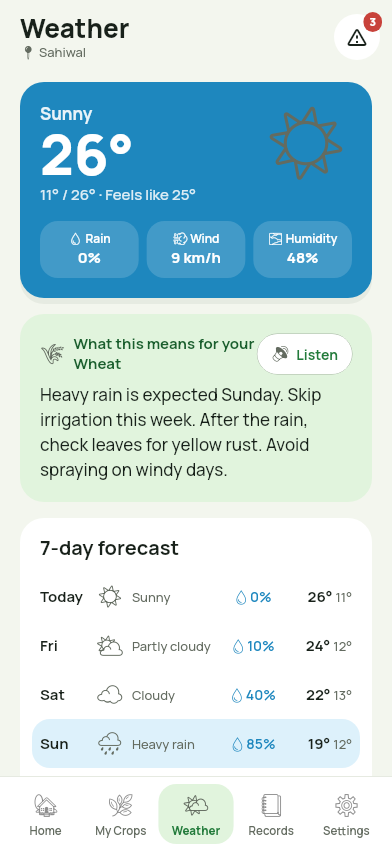 Weather
3
Sahiwal
Sunny
26°
11° / 26° · Feels like 25°
Rain
0%
Wind
9 km/h
Humidity
48%
What this means for your
Wheat
Listen
Heavy rain is expected Sunday. Skip
irrigation this week. After the rain,
check leaves for yellow rust. Avoid
spraying on windy days.
7-day forecast
Today Sunny 0% 26° 11°
Fri Partly cloudy 10% 24° 12°
Sat Cloudy 40% 22° 13°
Sun Heavy rain 85% 19° 12°
Home My Crops Weather Records Settings